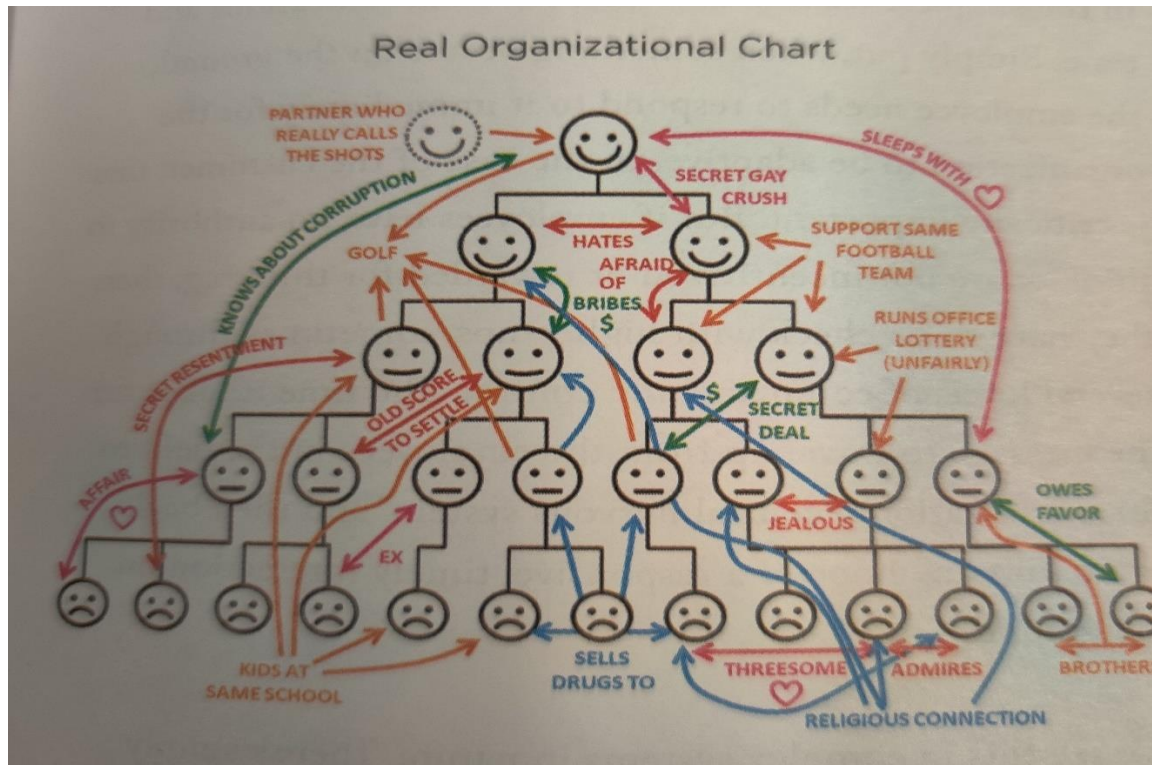 Real Organizational Chart
PARTNER WHO
REALLY CALLS
THE SHOTS
SLEEPS WITH
SECRET GAY
CRUSH
KNOWS ABOUT CORRUPTION
HATES
SUPPORT SAME
FOOTBALL
TEAM
GOLF
AFRAID
OF
BRIBES
$
RUNS OFFICE
LOTTERY
(UNFAIRLY)
SECRET RESENTMENT
OLD SCORE
TO SETTLE
$
SECRET
DEAL
AFFAIR
OWES
FAVOR
JEALOUS
EX
KIDS AT
SAME SCHOOL
SELLS
DRUGS TO
THREESOME
ADMIRES
BROTHER
RELIGIOUS CONNECTION